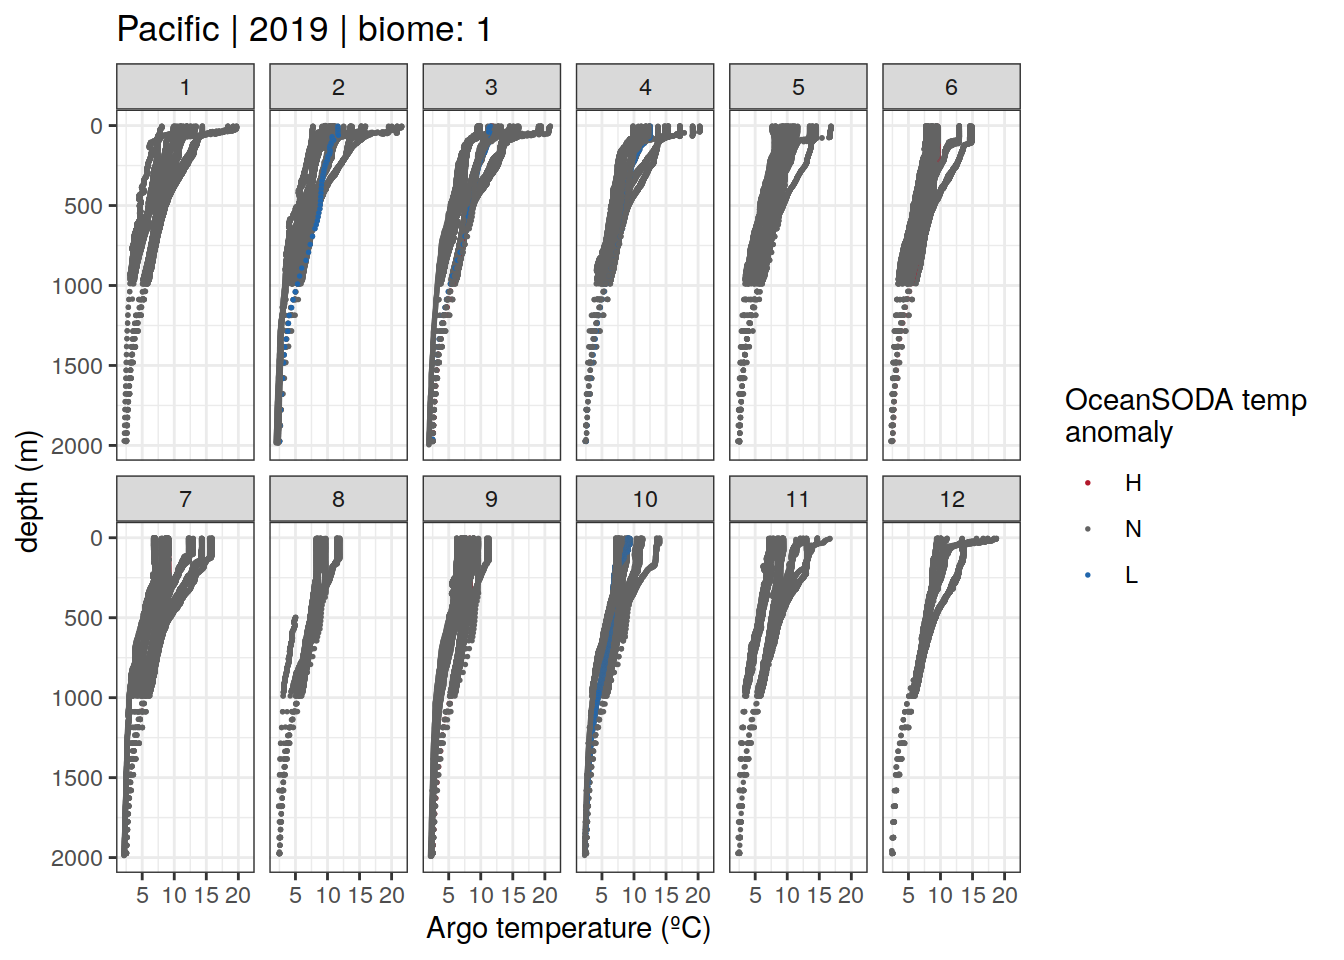 Pacific | 2019 | biome: 1
1 2 3 4 5 6
0
500
1000
1500
2000
7 8 9 10 11 12
0
500
1000
1500
2000
5 10 15 20 5 10 15 20 5 10 15 20 5 10 15 20 5 10 15 20 5 10 15 20
Argo temperature (ºC)
depth (m)
OceanSODA temp
anomaly
H
N
L